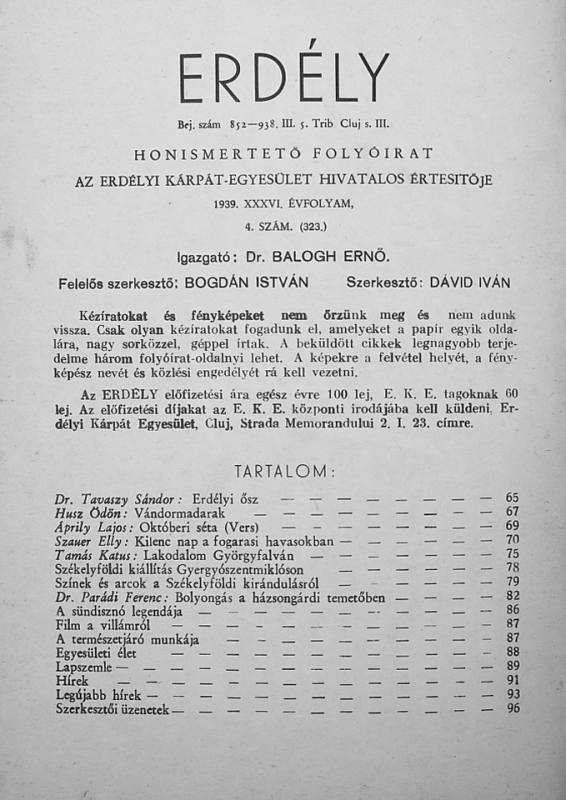 ERDÉLY
Bej. szám 852—938. III. 5. Trib Cluj s. III.
HONISMERTETŐ FOLYÓIRAT
AZ ERDÉLYI KÁRPÁT-EGYESÜLET HIVATALOS ÉRTESITŐJE
1939. XXXVI. ÉVFOLYAM,
4. SZÁM. (323.)
Igazgató: Dr. BALOGH ERNŐ.
Felelős szerkesztő: BOGDÁN ISTVÁN Szerkesztő: DÁVID IVÁN
Kéziratokat és fényképeket nem őrzünk meg és nem adunk
vissza. Csak olyan kéziratokat fogadunk el, amelyeket a papír egyik olda-
lára, nagy sorközzel, géppel írtak. A beküldött cikkek legnagyobb terje-
delme három folyóirat-oldalnyi lehet. A képekre a felvétel helyét, a fény-
képész nevét és közlési engedélyét rá kell vezetni.
Az ERDÉLY előfizetési ára egész évre 100 lej, E. K. E. tagoknak 60
lej. Az előfizetési díjakat az E. K. E. központi irodájába kell küldeni, Er-
délyi Kárpát Egyesület, Cluj, Strada Memorandului 2. I. 23. címre.
TARTALOM:
Dr. Tavaszy Sándor: Erdélyi ősz — — — — — — — — 65
Husz Ödön: Vándormadarak — — — — — — — — — — 67
Áprily Lajos: Októberi séta (Vers) — — — — — — — — — 69
Szauer Elly: Kilenc nap a fogarasi havasokban — — — — — — 70
Tamás Katus: Lakodalom Györgyfalván — — — — — — — 75
Székelyföldi kiállítás Gyergyószentmiklóson — — — — — — — 78
Színek és arcok a Székelyföldi kirándulásról — — — — — — — 79
Dr. Parádi Ferenc: Bolyongás a házsongárdi temetőben — — — — 82
A sündisznó legendája — — — — — — — — — — — 86
Film a villámról — — — — — — — — — — — — 87
A természetjáró munkája — — — — — — — — — — 87
Egyesületi élet — — — — — — — — — — — — 88
Lapszemle — — — — — — — — — — — — — 89
Hírek — — — — — — — — — — — — — — 91
Legújabb hírek — — — — — — — — — — — — — 93
Szerkesztői üzenetek — — — — — — — — — — — — 96